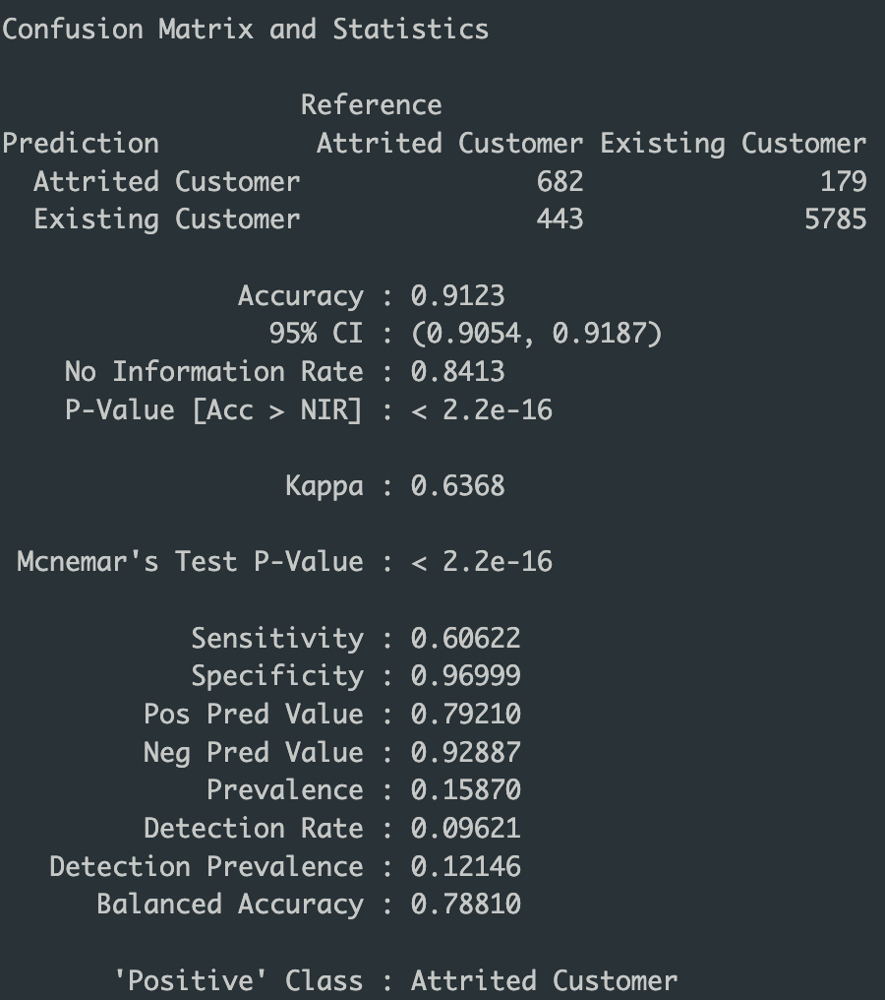 Confusion Matrix and Statistics
Reference
Prediction Attrited Customer Existing Customer
Attrited Customer 682 179
Existing Customer 443 5785
Accuracy : 0.9123
95% CI : (0.9054, 0.9187)
No Information Rate : 0.8413
P-Value [Acc > NIR] : < 2.2e-16
Kappa : 0.6368
Mcnemar's Test P-Value : < 2.2e-16
Sensitivity : 0.60622
Specificity : 0.96999
Pos Pred Value : 0.79210
Neg Pred Value : 0.92887
Prevalence : 0.15870
Detection Rate : 0.09621
Detection Prevalence : 0.12146
Balanced Accuracy : 0.78810
'Positive' Class : Attrited Customer